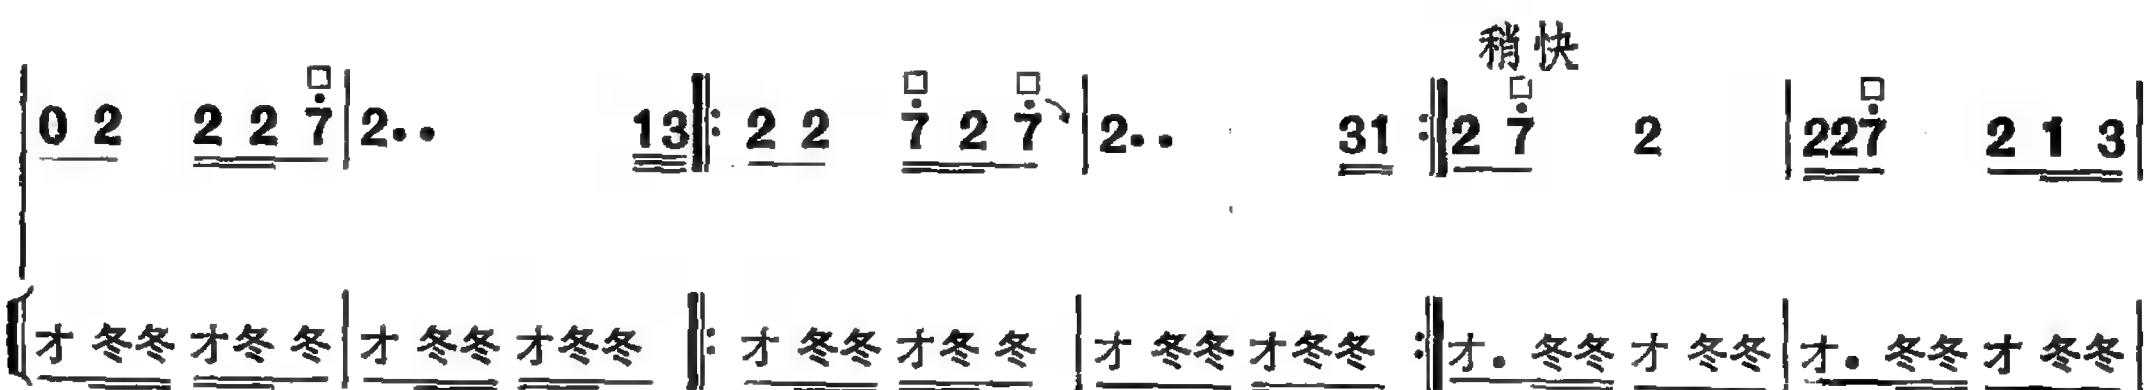 稍快
0 2 2 2 7 | 2·· 13 ‖: 2 2 7 2 7 | 2·· 31 :‖ 2 7 2 | 227 2 1 3 |
才 冬冬 才冬 冬 | 才 冬冬 才冬冬 ‖: 才 冬冬 才冬 冬 | 才 冬冬 才冬冬 :‖ 才. 冬冬 才 冬冬 | 才. 冬冬 才 冬冬 |